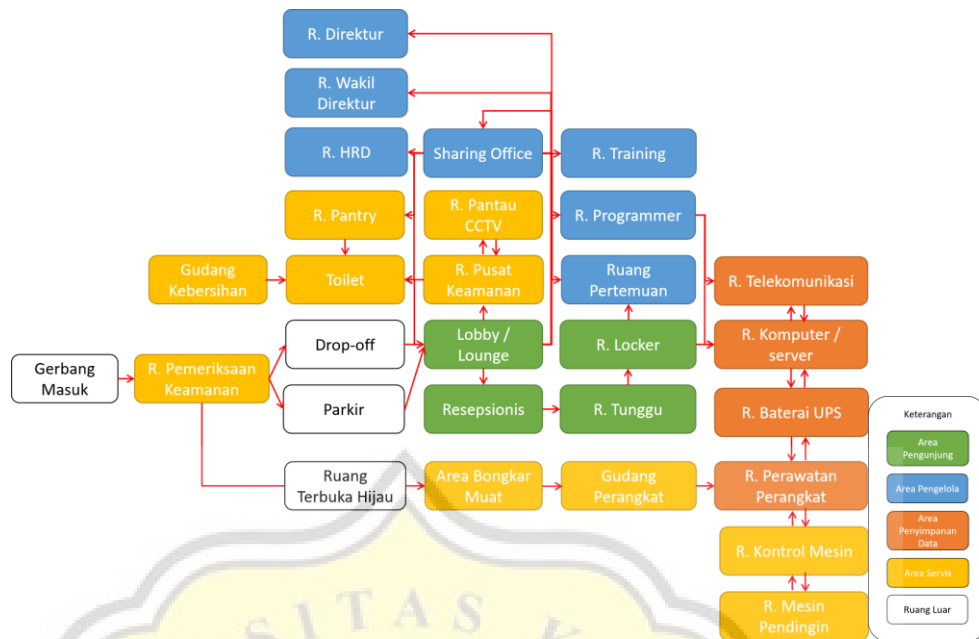 R. Direktur
R. Wakil
Direktur
R. HRD
Sharing Office
R. Training
R. Pantry
R. Pantau
CCTV
R. Programmer
Gudang
Kebersihan
Toilet
R. Pusat
Keamanan
Ruang
Pertemuan
R. Telekomunikasi
Drop-off
Lobby /
Lounge
R. Locker
R. Komputer /
server
Gerbang
Masuk
R. Pemeriksaan
Keamanan
Parkir
Resepsionis
R. Tunggu
R. Baterai UPS
Ruang
Terbuka Hijau
Area Bongkar
Muat
Gudang
Perangkat
R. Perawatan
Perangkat
R. Kontrol Mesin
R. Mesin
Pendingin
Keterangan
Area
Pengunjung
Area Pengelola
Area
Penyimpanan
Data
Area Servis
Ruang Luar
SITAS K